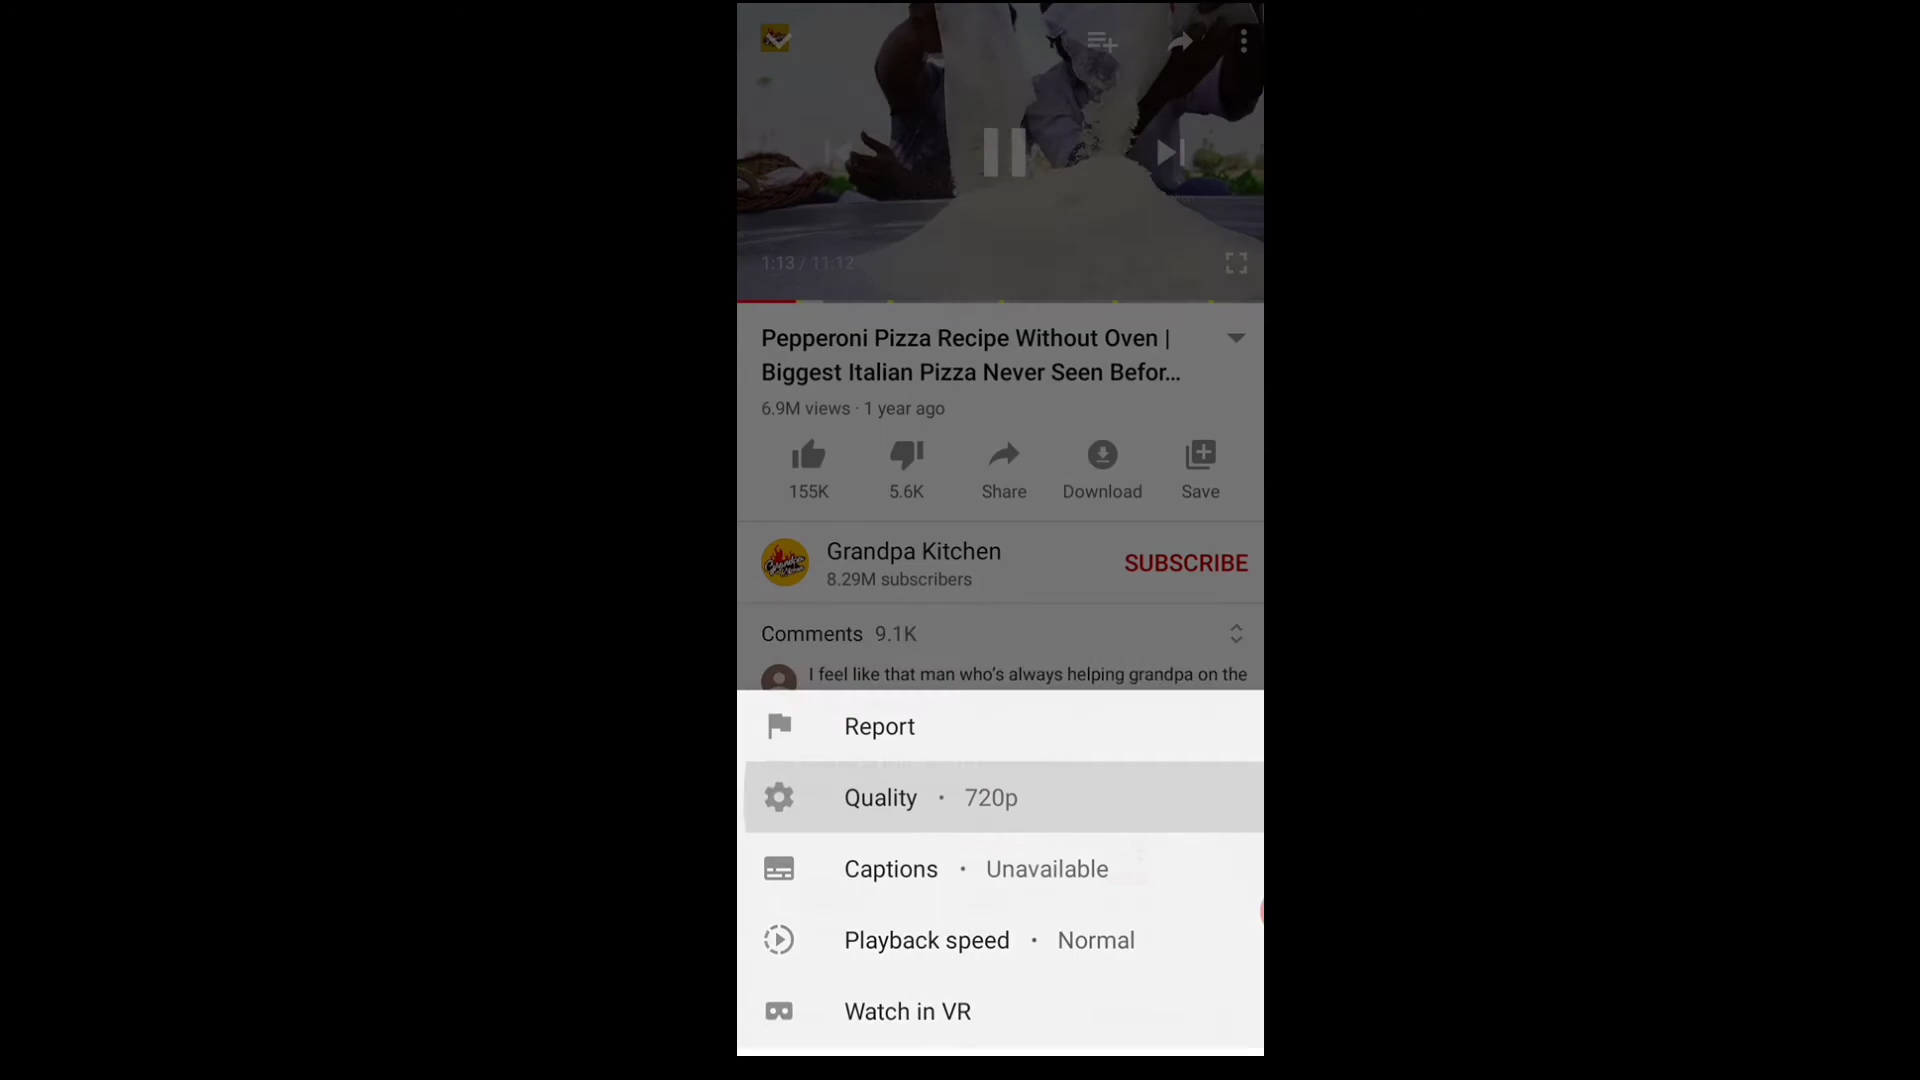 1:13 / 11:12
Pepperoni Pizza Recipe Without Oven |
Biggest Italian Pizza Never Seen Befor...
6.9M views · 1 year ago
155K
5.6K
Share
Download
Save
Grandpa Kitchen
8.29M subscribers
SUBSCRIBE
Comments 9.1K
I feel like that man who's always helping grandpa on the
Report
Quality · 720p
Captions · Unavailable
Playback speed · Normal
Watch in VR